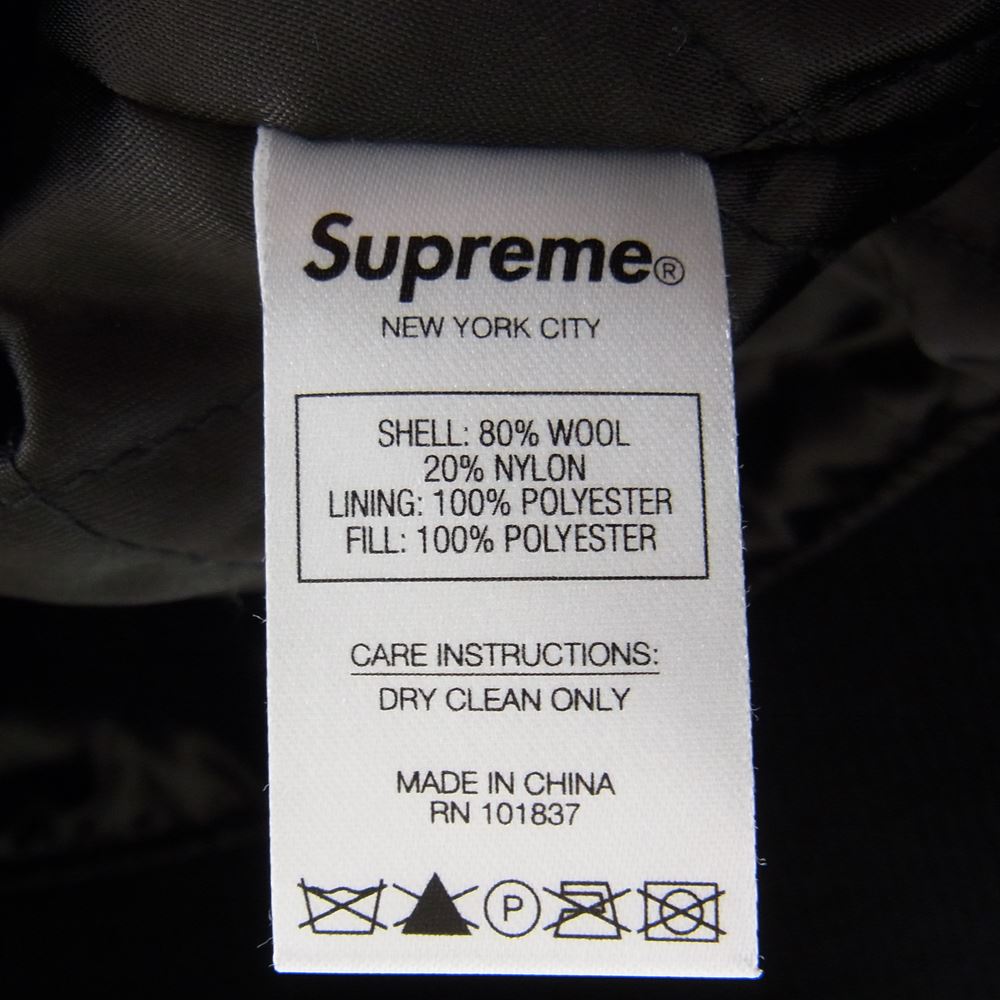 Supreme®
NEW YORK CITY
SHELL: 80% WOOL
20% NYLON
LINING: 100% POLYESTER
FILL: 100% POLYESTER
CARE INSTRUCTIONS:
DRY CLEAN ONLY
MADE IN CHINA
RN 101837
P